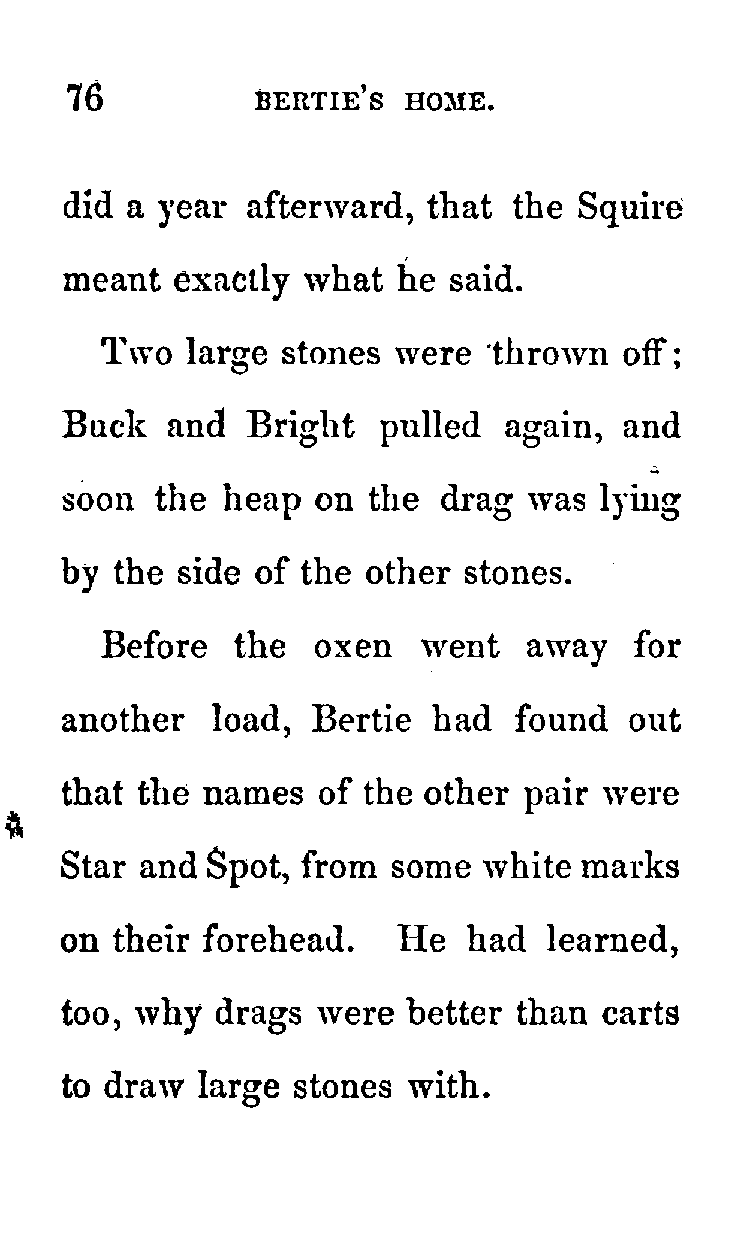 76 BERTIE'S HOME.
did a year afterward, that the Squire
meant exactly what he said.
Two large stones were thrown off;
Buck and Bright pulled again, and
soon the heap on the drag was lying
by the side of the other stones.
Before the oxen went away for
another load, Bertie had found out
that the names of the other pair were
Star and Spot, from some white marks
on their forehead. He had learned,
too, why drags were better than carts
to draw large stones with.